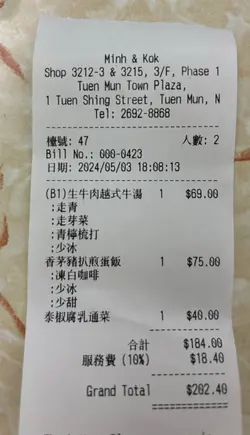 Minh & Kok
Shop 3212-3 & 3215, 3/F, Phase 1
Tuen Mun Town Plaza,
1 Tuen Shing Street, Tuen Mun, N
Tel: 2692-8868
檯號: 47 人數: 2
Bill No.: 000-0423
日期: 2024/05/03 18:08:13
(B1)生牛肉越式牛湯 1 $69.00
:走青
:走芽菜
:青檸梳打
:少冰
香茅豬扒煎蛋飯 1 $75.00
:凍白咖啡
:少冰
:少甜
泰椒腐乳通菜 1 $40.00
合計 $184.00
服務費 (10%) $18.40
Grand Total $202.40